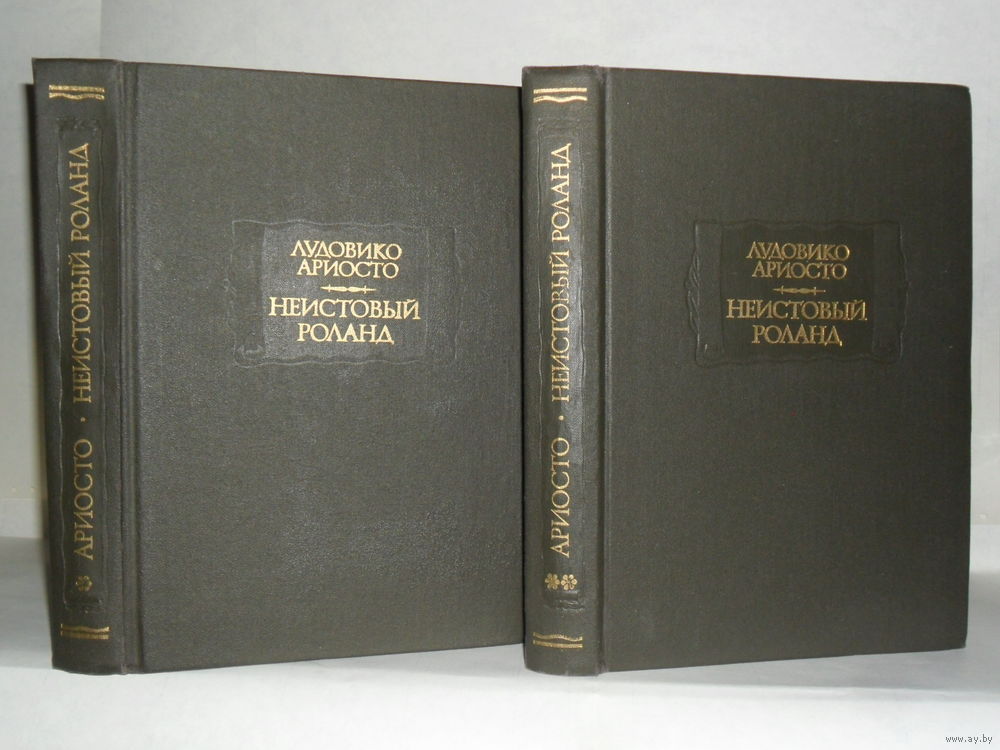 АРИОСТО · НЕИСТОВЫЙ РОЛАНД
ЛУДОВИКО
АРИОСТО
НЕИСТОВЫЙ
РОЛАНД
АРИОСТО · НЕИСТОВЫЙ РОЛАНД
ЛУДОВИКО
АРИОСТО
НЕИСТОВЫЙ
РОЛАНД
www.ay.by